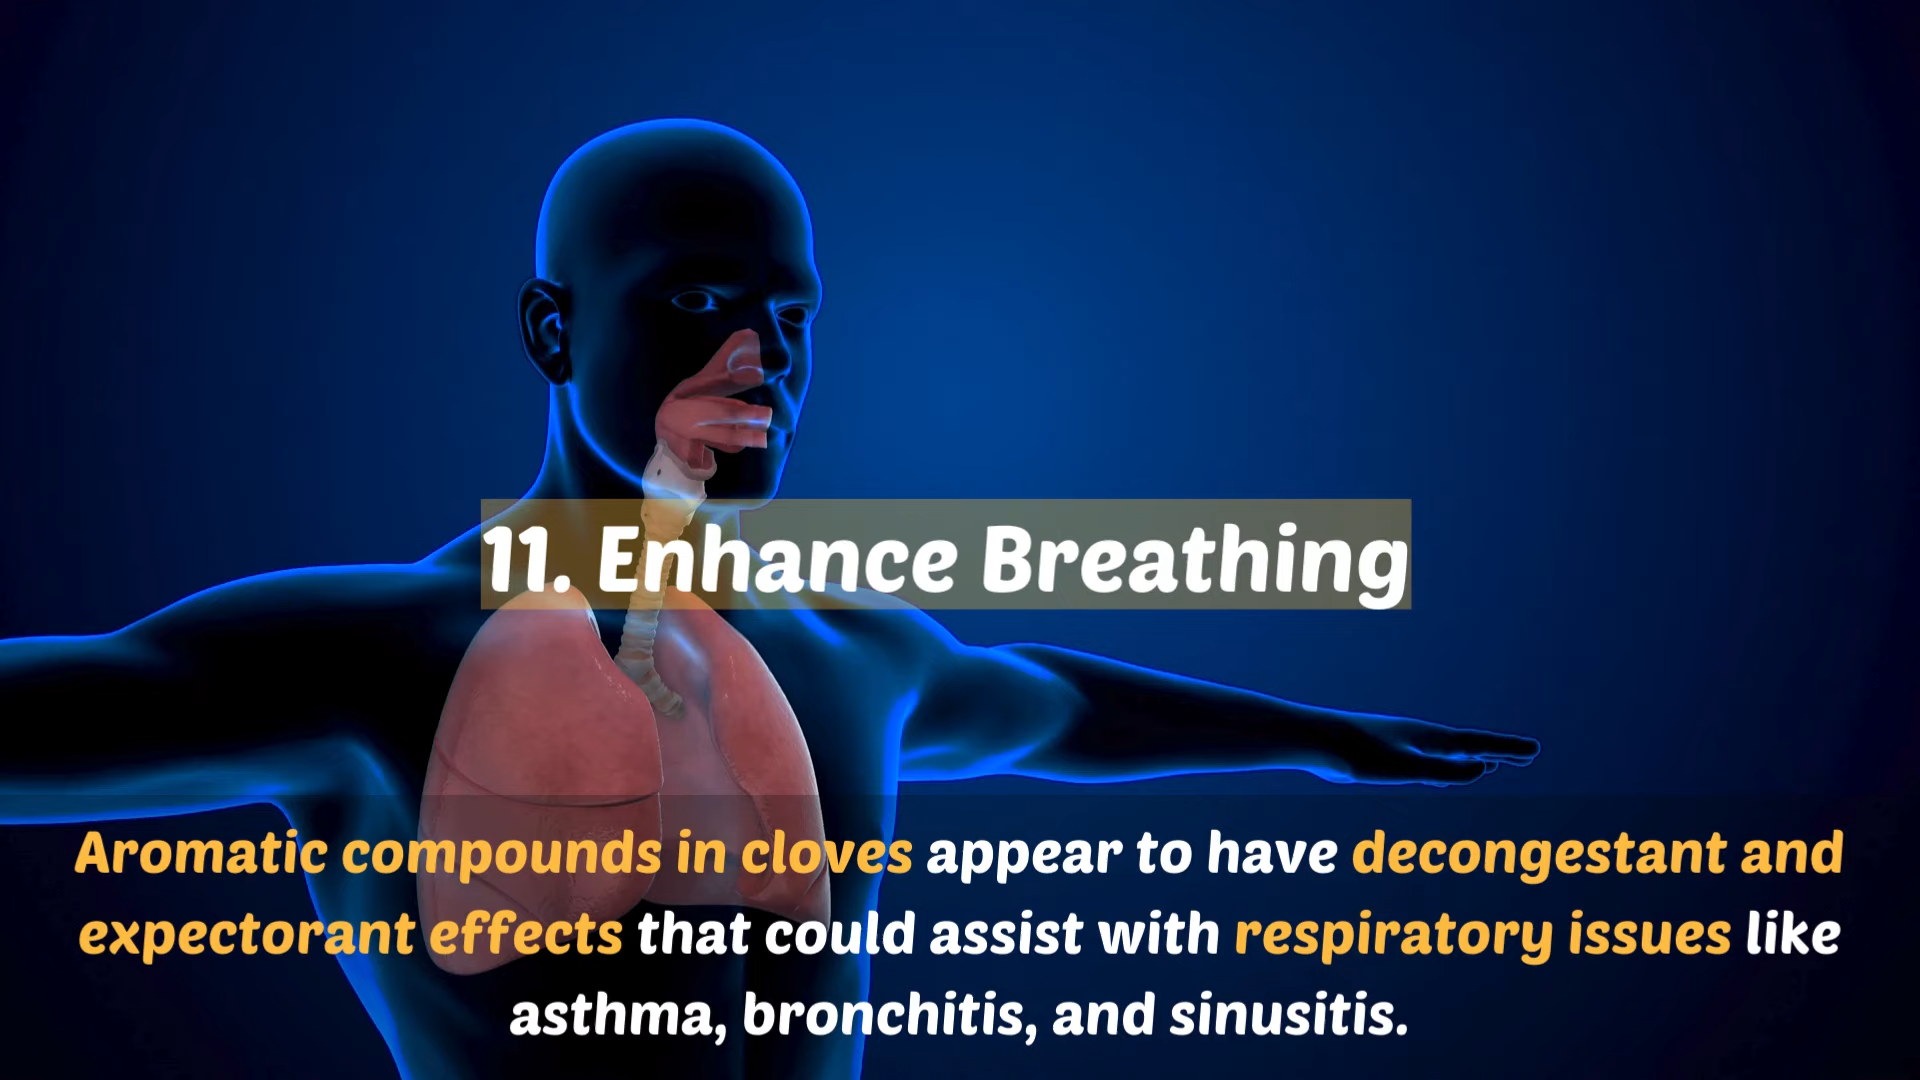 11. Enhance Breathing
Aromatic compounds in cloves appear to have decongestant and
expectorant effects that could assist with respiratory issues like
asthma, bronchitis, and sinusitis.